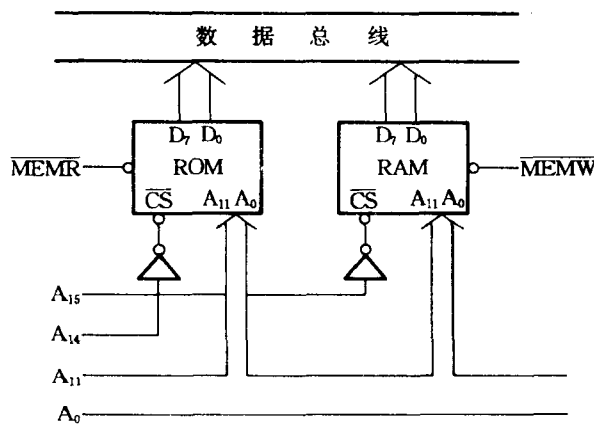 数据总线
D₇ D₀
D₇ D₀
MEMR
ROM
RAM
MEMW
CS
A₁₁ A₀
CS
A₁₁ A₀
A₁₅
A₁₄
A₁₁
A₀